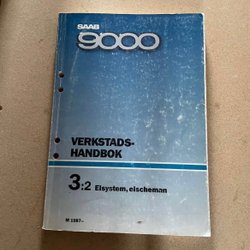 SAAB
9000
VERKSTADS-
HANDBOK
3:2 Elsystem, elscheman
M 1987-